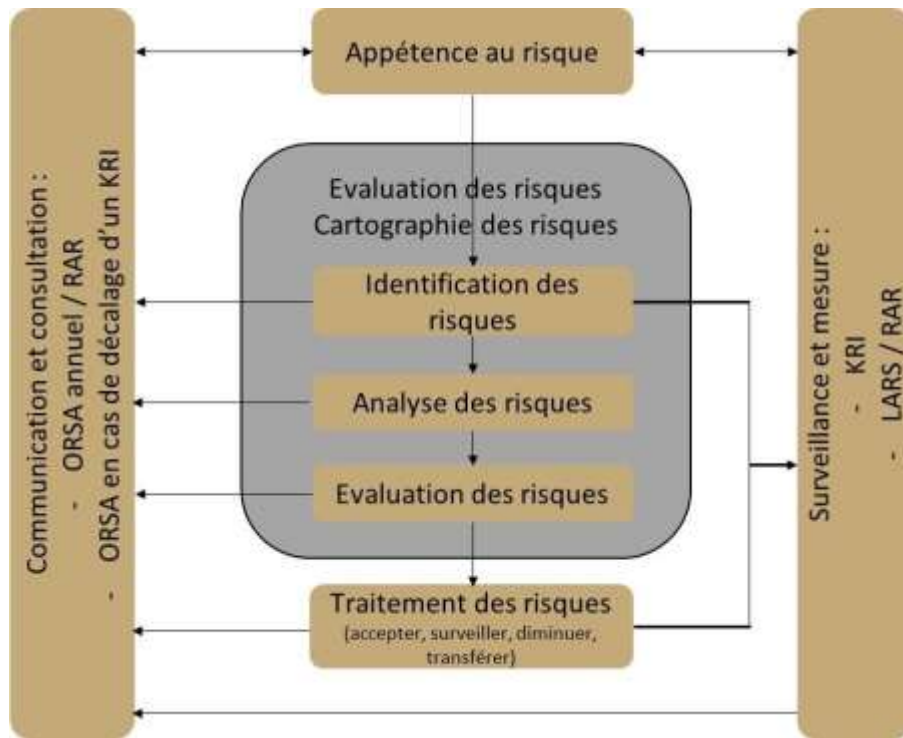 Appétence au risque
Communication et consultation :
- ORSA annuel / RAR
- ORSA en cas de décalage d'un KRI
Evaluation des risques
Cartographie des risques
Identification des
risques
Analyse des risques
Evaluation des risques
Traitement des risques
(accepter, surveiller, diminuer,
transférer)
Surveillance et mesure :
- KRI
- LARS / RAR